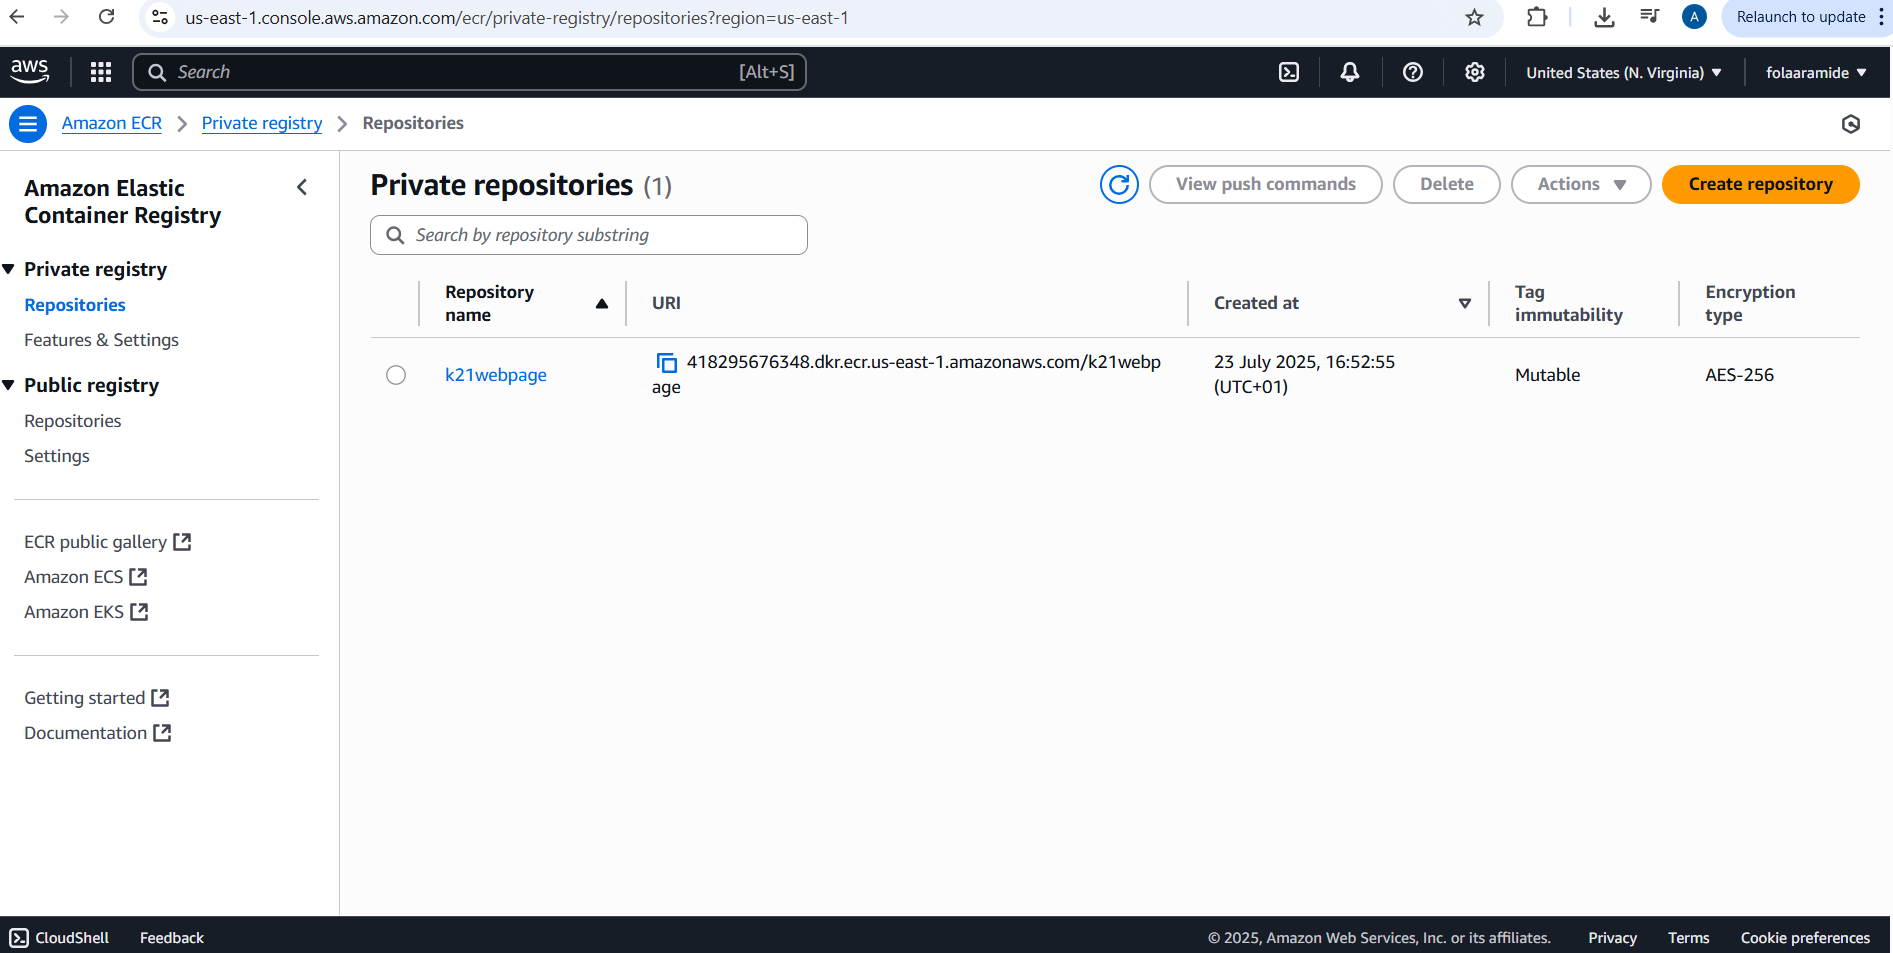 us-east-1.console.aws.amazon.com/ecr/private-registry/repositories?region=us-east-1
A
Relaunch to update
aws
Search
[Alt+S]
United States (N. Virginia)
folaaramide
Amazon ECR
Private registry
Repositories
Amazon Elastic
Container Registry
Private registry
Repositories
Features & Settings
Public registry
Repositories
Settings
ECR public gallery
Amazon ECS
Amazon EKS
Getting started
Documentation
Private repositories (1)
View push commands
Delete
Actions
Create repository
Search by repository substring
Repository
name
URI
Created at
Tag
immutability
Encryption
type
k21webpage
418295676348.dkr.ecr.us-east-1.amazonaws.com/k21webp
age
23 July 2025, 16:52:55
(UTC+01)
Mutable
AES-256
CloudShell
Feedback
© 2025, Amazon Web Services, Inc. or its affiliates.
Privacy
Terms
Cookie preferences